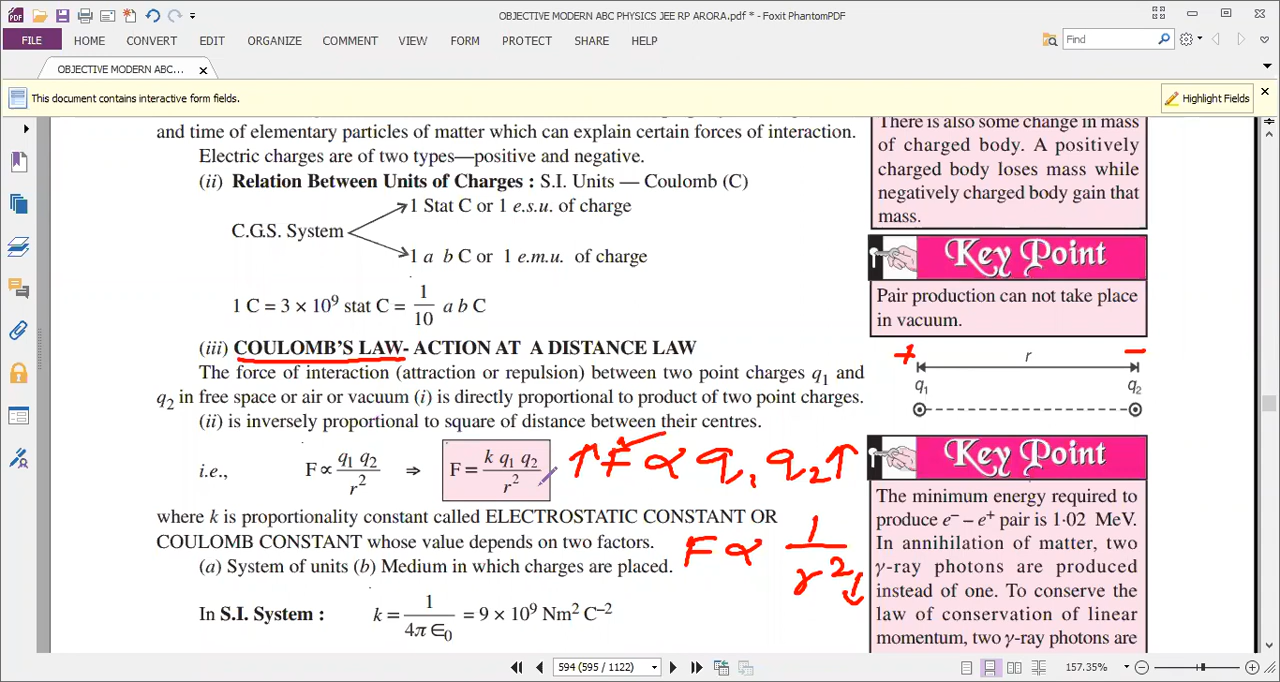 OBJECTIVE MODERN ABC PHYSICS JEE RP ARORA.pdf * - Foxit PhantomPDF
FILE HOME CONVERT EDIT ORGANIZE COMMENT VIEW FORM PROTECT SHARE HELP Find
OBJECTIVE MODERN ABC...
This document contains interactive form fields. Highlight Fields
and time of elementary particles of matter which can explain certain forces of interaction.
Electric charges are of two types—positive and negative.
(ii) Relation Between Units of Charges : S.I. Units — Coulomb (C)
1 Stat C or 1 e.s.u. of charge
C.G.S. System
1 a b C or 1 e.m.u. of charge
1 C = 3 × 10⁹ stat C = 1/10 a b C
(iii) COULOMB'S LAW- ACTION AT A DISTANCE LAW
The force of interaction (attraction or repulsion) between two point charges q₁ and
q₂ in free space or air or vacuum (i) is directly proportional to product of two point charges.
(ii) is inversely proportional to square of distance between their centres.
i.e., F ∝ q₁ q₂ / r² ⇒ F = k q₁ q₂ / r² ↑F ∝ q₁ q₂↑
where k is proportionality constant called ELECTROSTATIC CONSTANT OR
COULOMB CONSTANT whose value depends on two factors.
F ∝ 1/r²↓
(a) System of units (b) Medium in which charges are placed.
In S.I. System : k = 1/4π∈₀ = 9 × 10⁹ Nm² C⁻²
There is also some change in mass
of charged body. A positively
charged body loses mass while
negatively charged body gain that
mass.
Key Point
Pair production can not take place
in vacuum.
+ r −
q₁ q₂
Key Point
The minimum energy required to
produce e⁻ – e⁺ pair is 1·02 MeV.
In annihilation of matter, two
γ-ray photons are produced
instead of one. To conserve the
law of conservation of linear
momentum, two γ-ray photons are
594 (595 / 1122) 157.35%